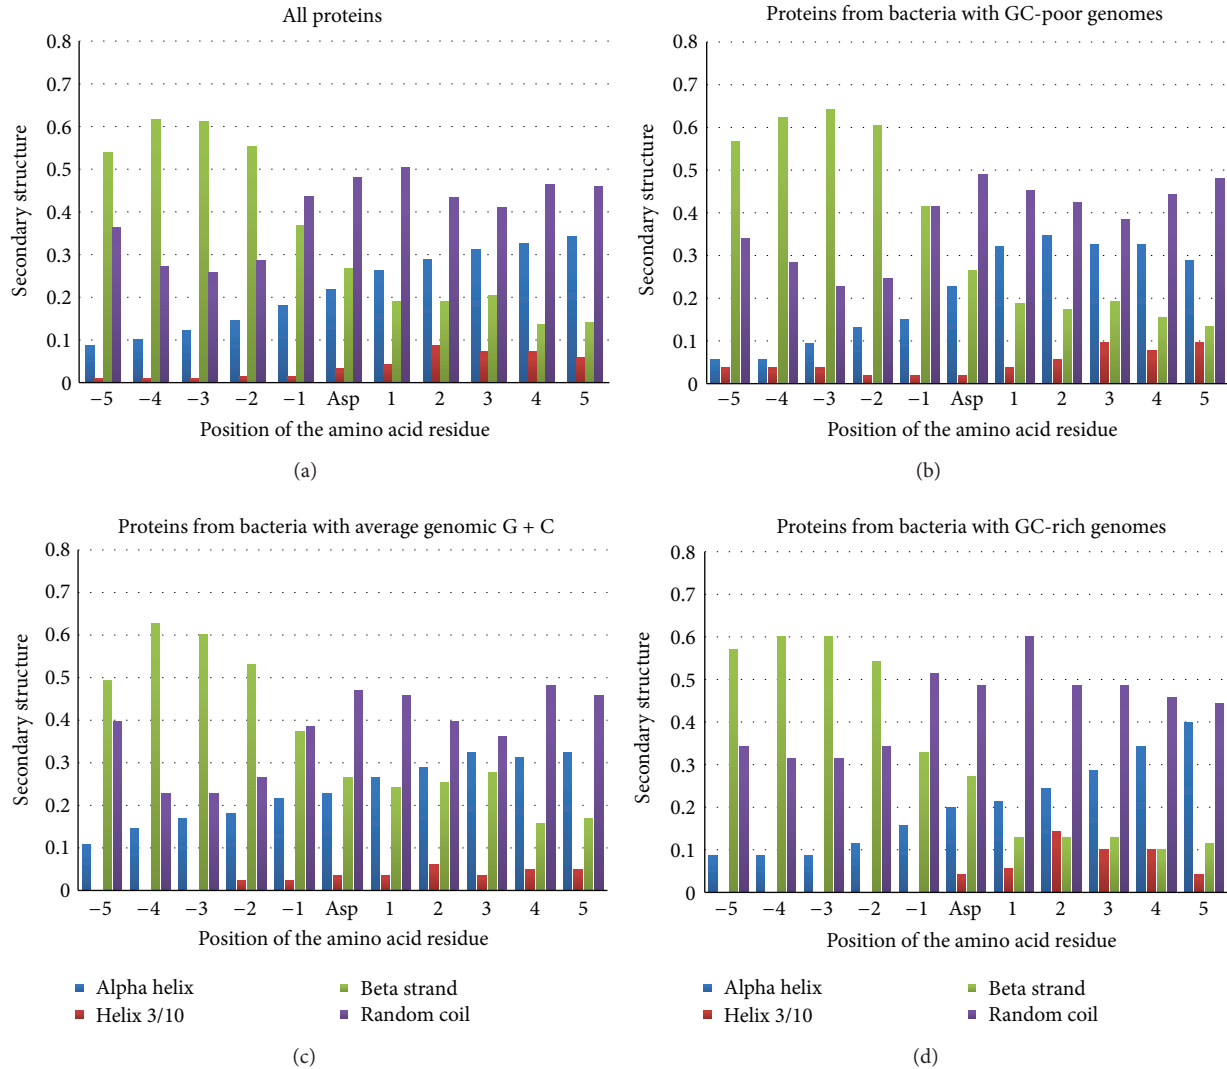 All proteins
0.8
0.7
0.6
0.5
0.4
0.3
0.2
0.1
0
Secondary structure
−5 −4 −3 −2 −1 Asp 1 2 3 4 5
Position of the amino acid residue
(a)
Proteins from bacteria with GC-poor genomes
0.8
0.7
0.6
0.5
0.4
0.3
0.2
0.1
0
Secondary structure
−5 −4 −3 −2 −1 Asp 1 2 3 4 5
Position of the amino acid residue
(b)
Proteins from bacteria with average genomic G + C
0.8
0.7
0.6
0.5
0.4
0.3
0.2
0.1
0
Secondary structure
−5 −4 −3 −2 −1 Asp 1 2 3 4 5
Position of the amino acid residue
Alpha helix
Helix 3/10
Beta strand
Random coil
(c)
Proteins from bacteria with GC-rich genomes
0.8
0.7
0.6
0.5
0.4
0.3
0.2
0.1
0
Secondary structure
−5 −4 −3 −2 −1 Asp 1 2 3 4 5
Position of the amino acid residue
Alpha helix
Helix 3/10
Beta strand
Random coil
(d)